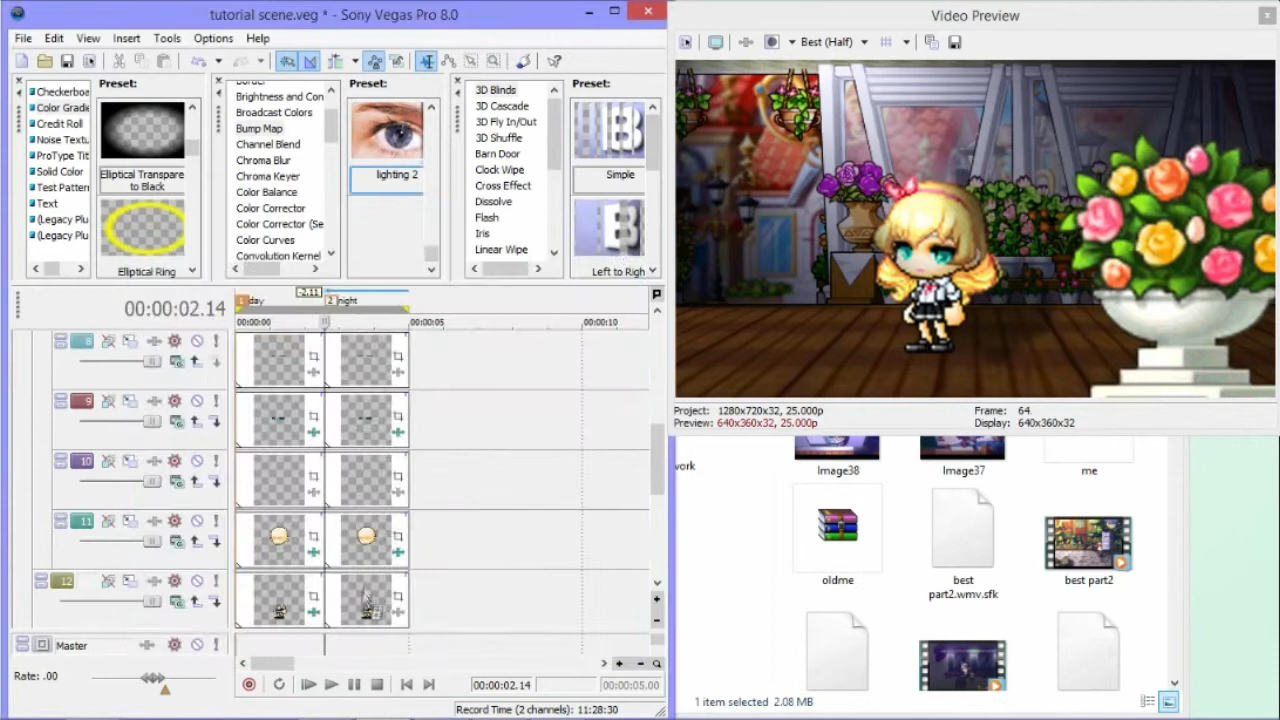 tutorial scene.veg * - Sony Vegas Pro 8.0
File Edit View Insert Tools Options Help
Checkerboa
Color Grade
Credit Roll
Noise Textu
ProType Tit
Solid Color
Test Pattern
Text
(Legacy Plu
(Legacy Plu
Preset:
Elliptical Transpare
to Black
Elliptical Ring
Border
Brightness and Con
Broadcast Colors
Bump Map
Channel Blend
Chroma Blur
Chroma Keyer
Color Balance
Color Corrector
Color Corrector (Se
Color Curves
Convolution Kernel
Preset:
lighting 2
3D Blinds
3D Cascade
3D Fly In/Out
3D Shuffle
Barn Door
Clock Wipe
Cross Effect
Dissolve
Flash
Iris
Linear Wipe
Preset:
Simple
Left to Righ
00:00:02.14
-2.11
1 day
2 night
00:00:00
00:00:05
00:00:10
8
9
10
11
12
Master
Rate: .00
00:00:02.14
00:00:05.00
Record Time (2 channels): 11:28:30
Video Preview
Best (Half)
Project: 1280x720x32, 25.000p
Preview: 640x360x32, 25.000p
Frame: 64
Display: 640x360x32
work
Image38
Image37
me
oldme
best
part2.wmv.sfk
best part2
1 item selected 2.08 MB